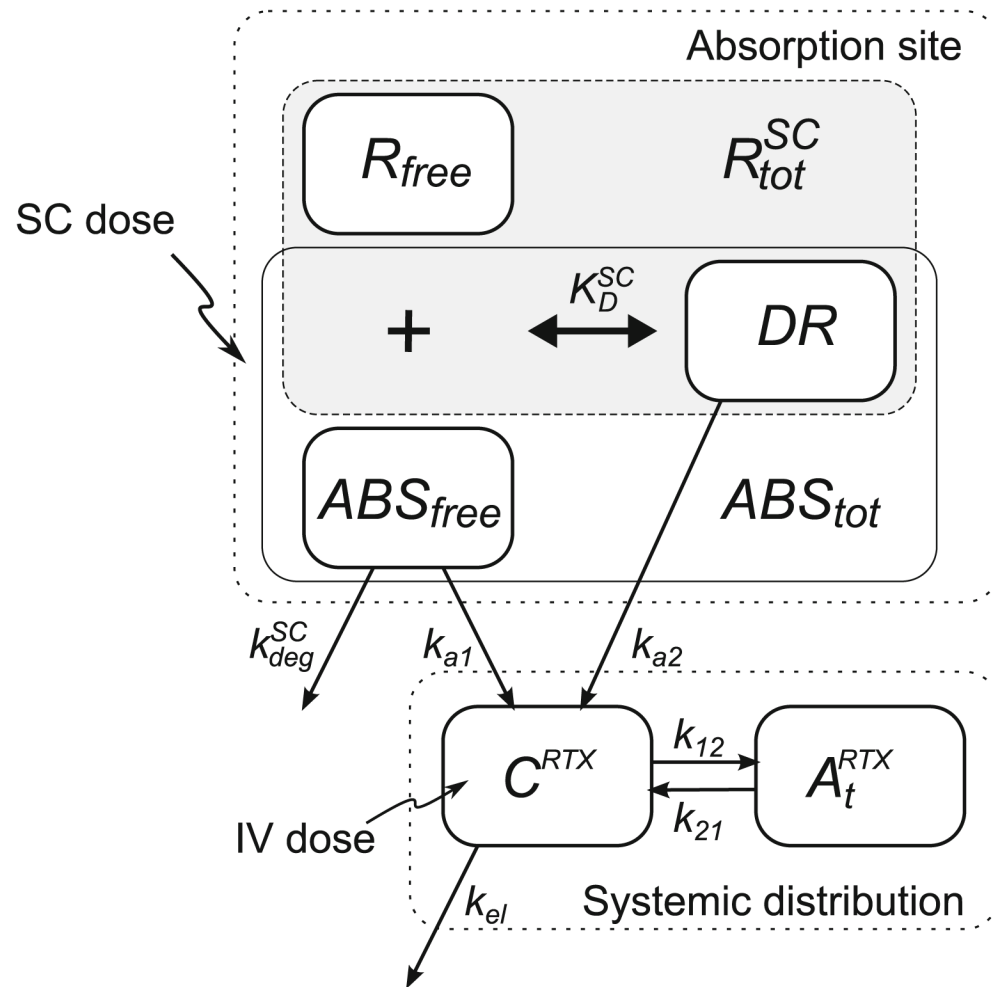 Absorption site
R_free
R_tot^SC
SC dose
K_D^SC
+
DR
ABS_free
ABS_tot
k_deg^SC
k_a1
k_a2
C^RTX
k_12
A_t^RTX
k_21
IV dose
k_el
Systemic distribution